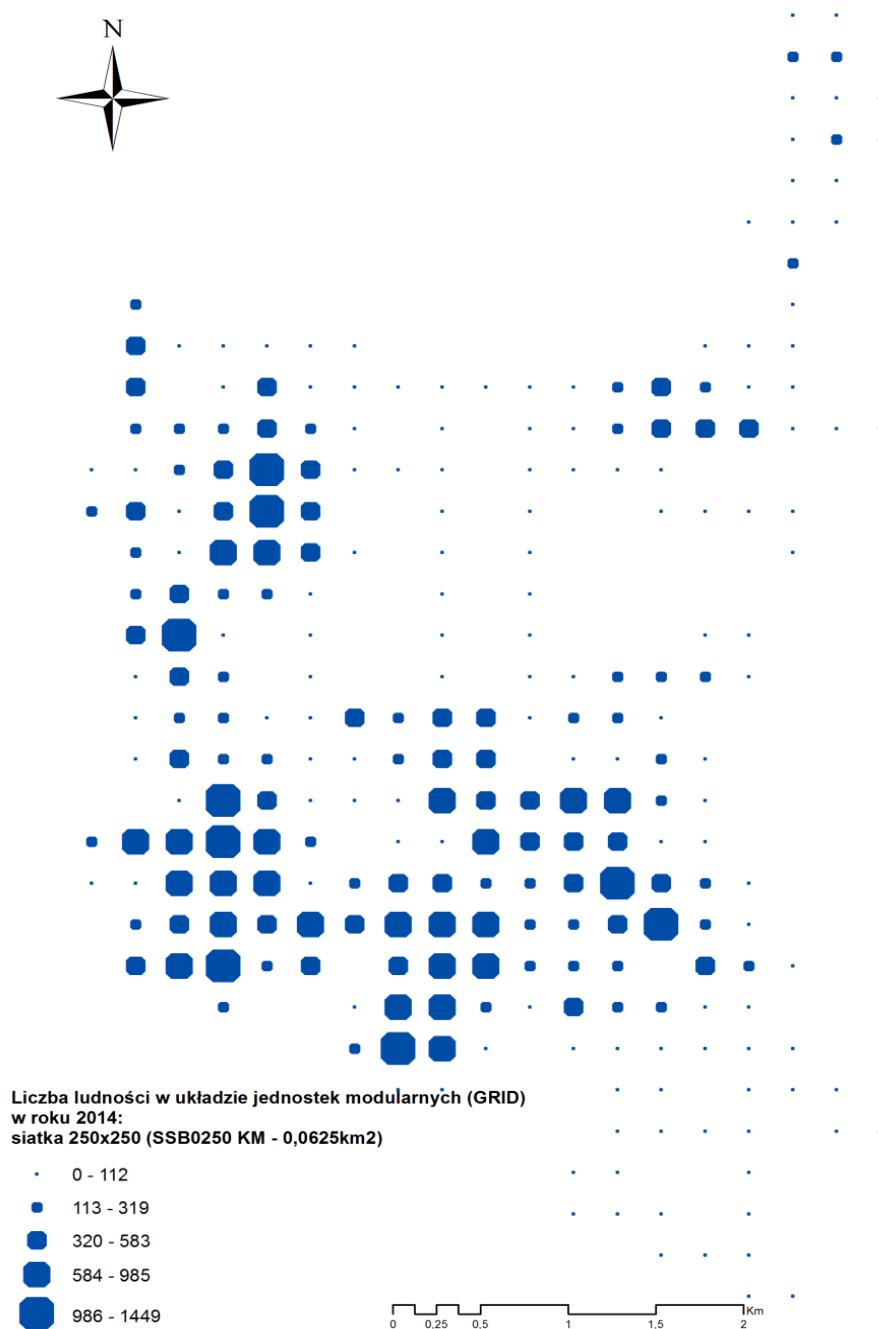 N
Liczba ludności w układzie jednostek modularnych (GRID)
w roku 2014:
siatka 250x250 (SSB0250 KM - 0,0625km2)
0 - 112
113 - 319
320 - 583
584 - 985
986 - 1449
Km
0 0,25 0,5 1 1,5 2